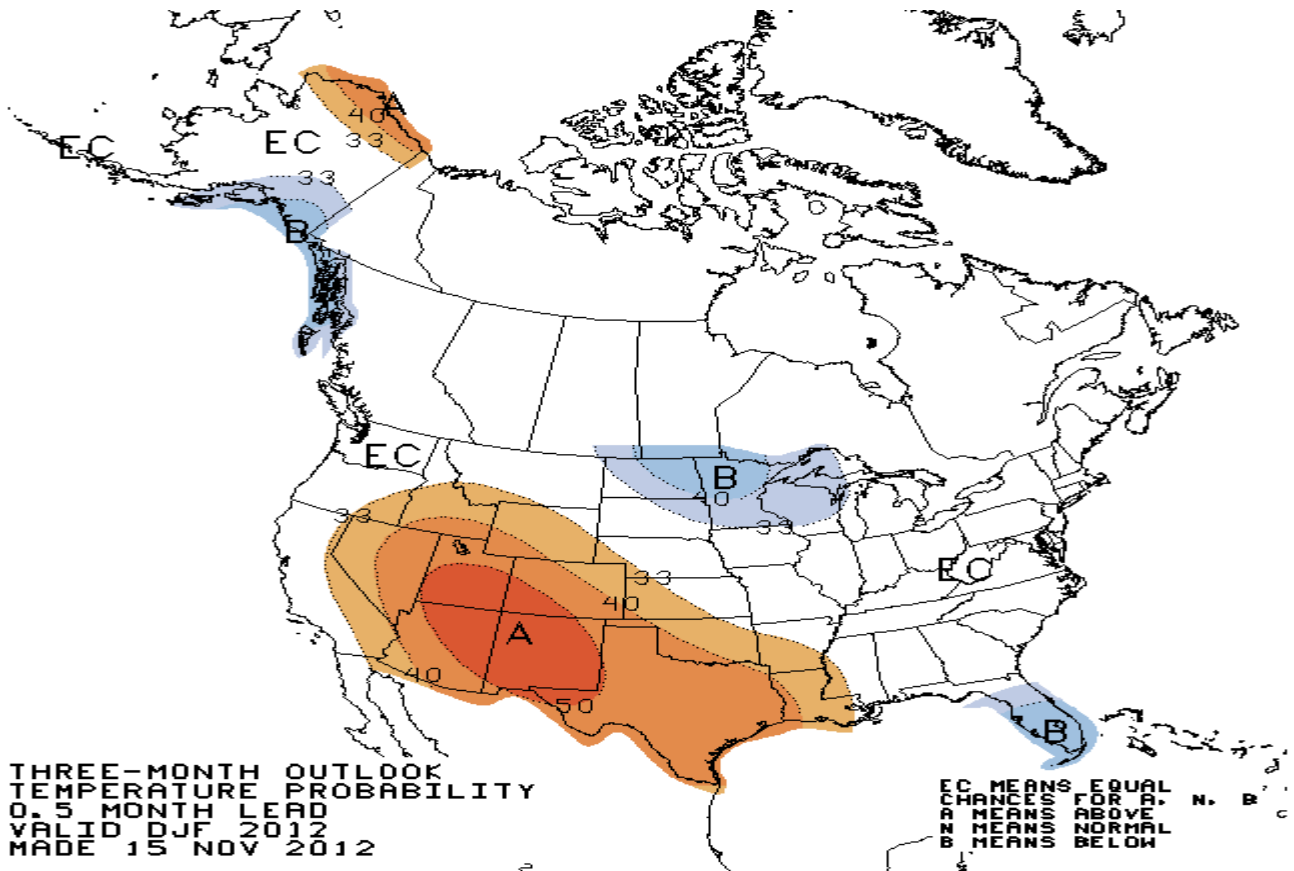 A
40
EC
EC
33
33
B
EC
B
40
33
33
33
EC
40
A
40
50
B
THREE-MONTH OUTLOOK
TEMPERATURE PROBABILITY
0.5 MONTH LEAD
VALID DJF 2012
MADE 15 NOV 2012
EC MEANS EQUAL
CHANCES FOR A, N, B
A MEANS ABOVE
N MEANS NORMAL
B MEANS BELOW